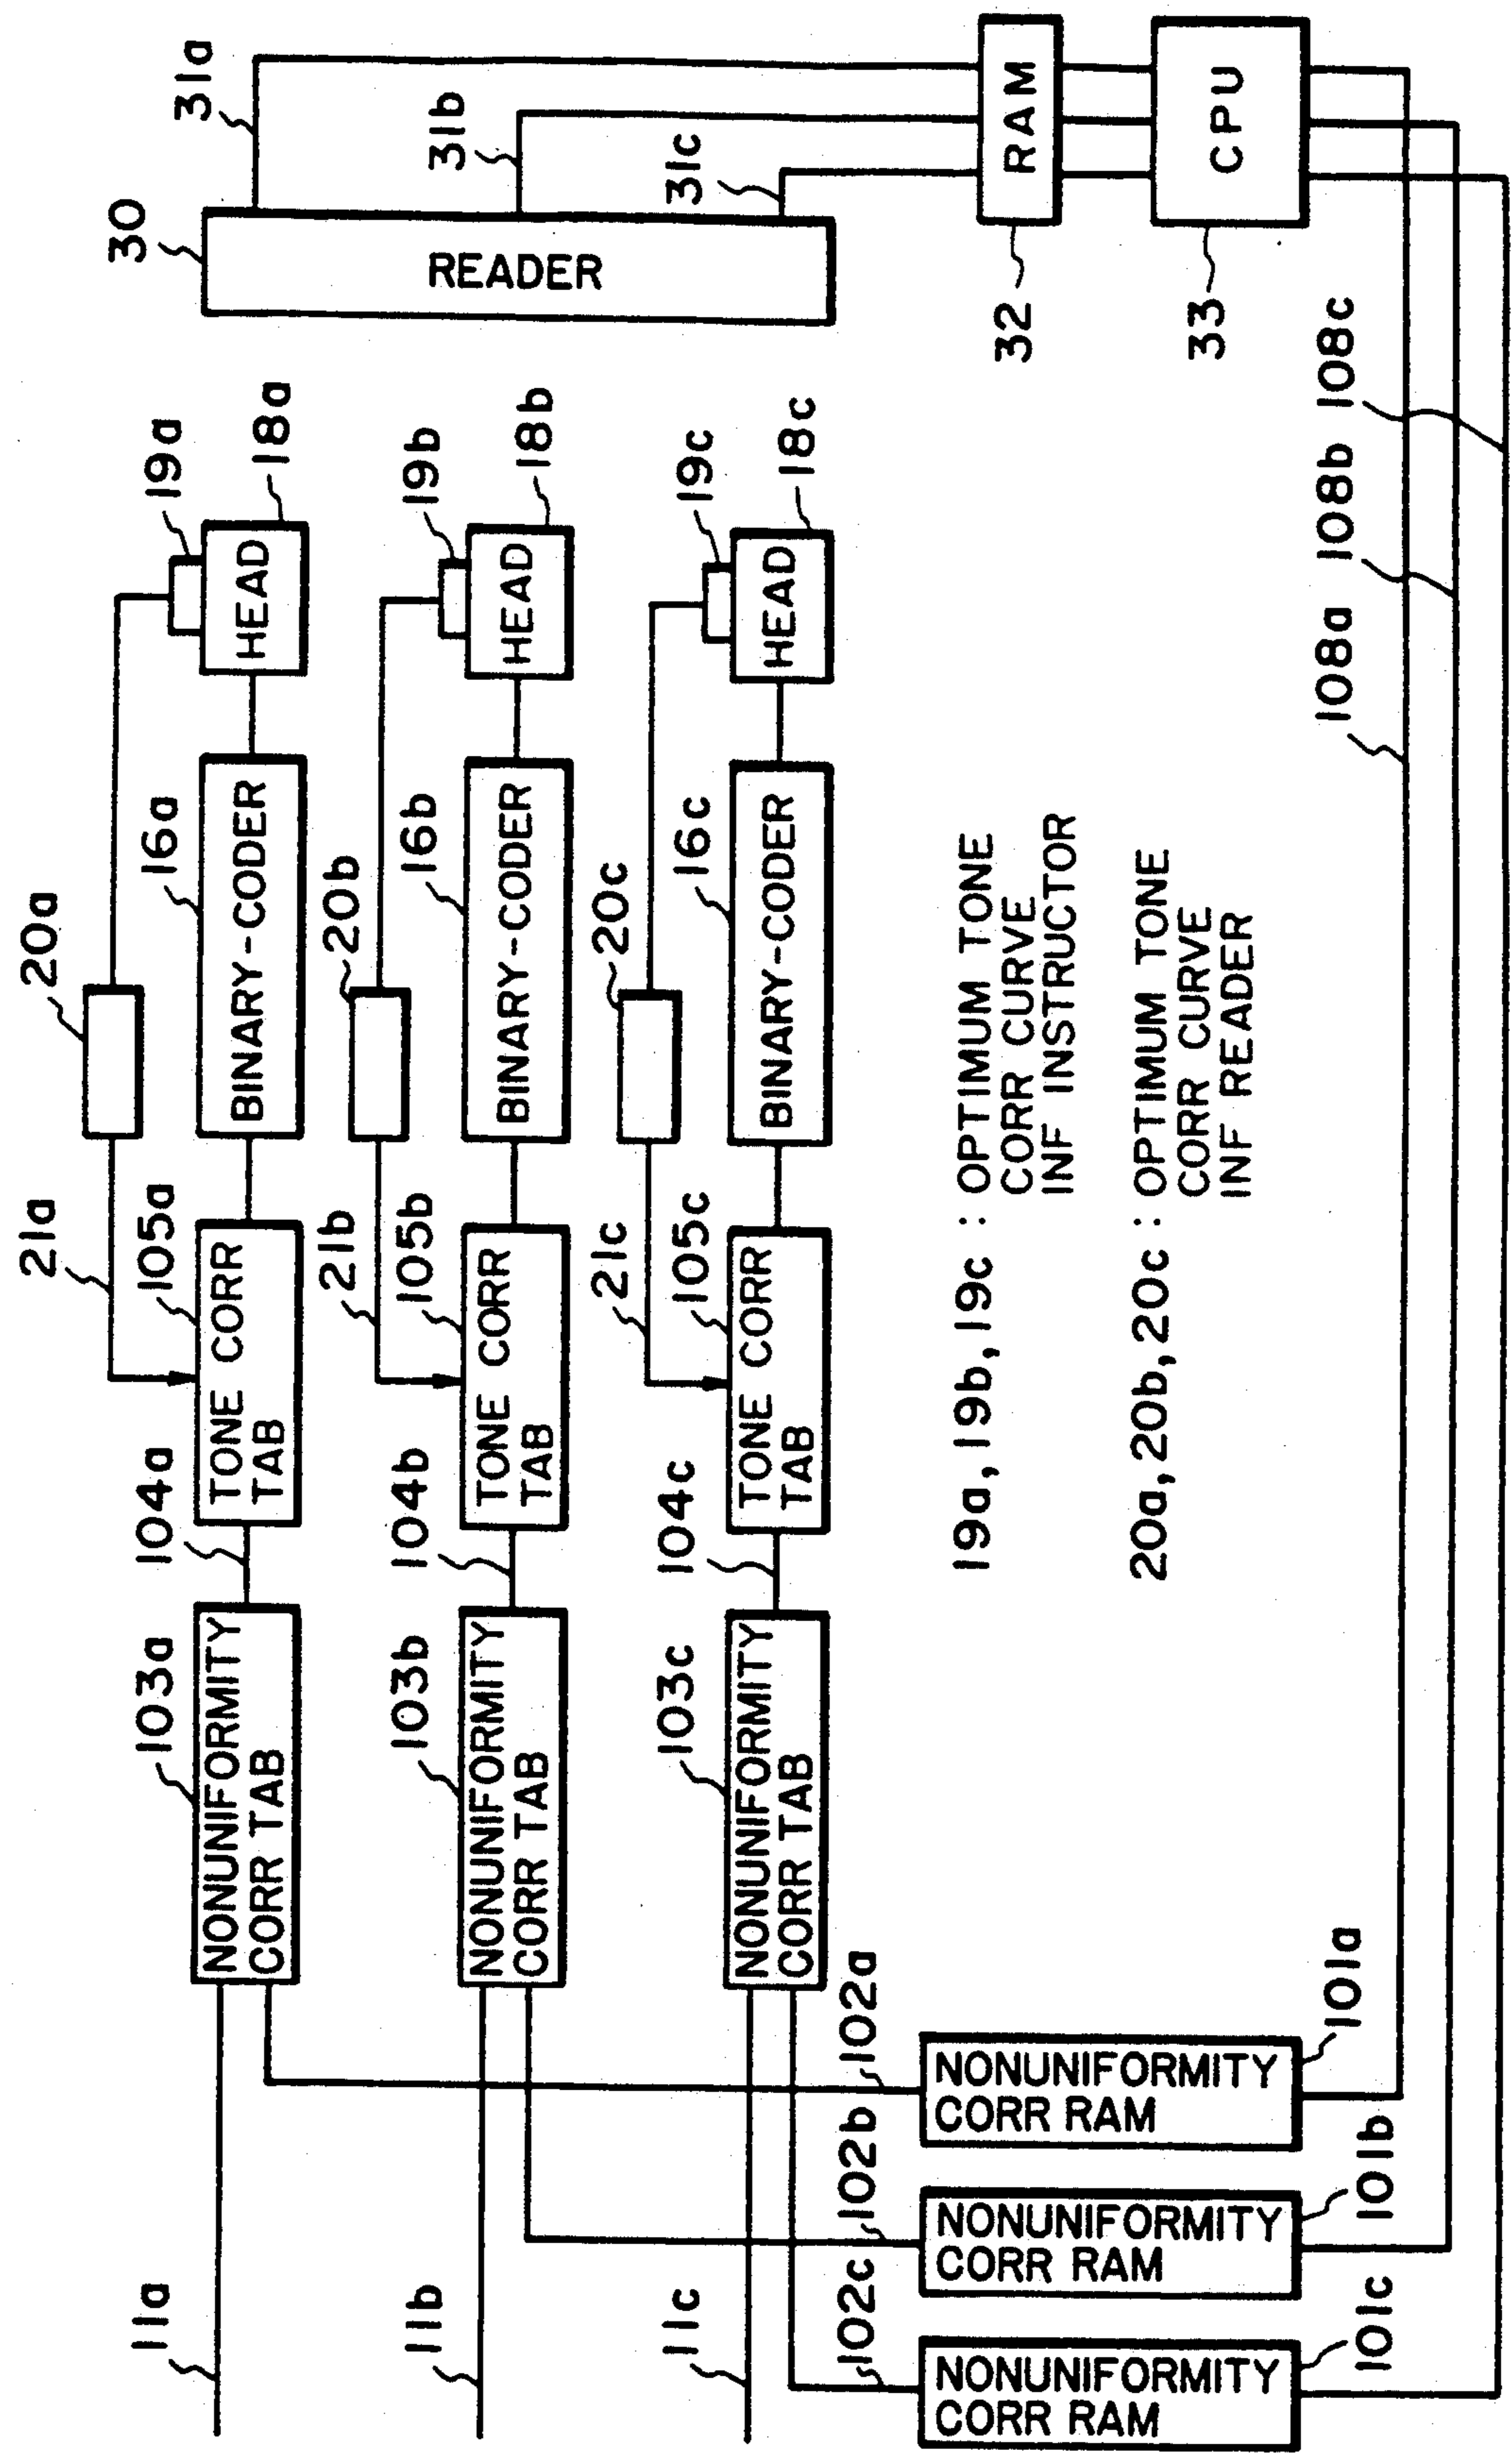 20a
21a
19a
11a
103a
104a
105a
16a
18a
NONUNIFORMITY
CORR TAB
TONE CORR
TAB
BINARY-CODER
HEAD
30
31a
READER
20b
21b
19b
11b
103b
104b
105b
16b
18b
NONUNIFORMITY
CORR TAB
TONE CORR
TAB
BINARY-CODER
HEAD
31b
20c
21c
19c
11c
103c
104c
105c
16c
18c
NONUNIFORMITY
CORR TAB
TONE CORR
TAB
BINARY-CODER
HEAD
31c
102c
102b
102a
NONUNIFORMITY
CORR RAM
NONUNIFORMITY
CORR RAM
NONUNIFORMITY
CORR RAM
101c
101b
101a
19a, 19b, 19c : OPTIMUM TONE
CORR CURVE
INF INSTRUCTOR
20a, 20b, 20c : OPTIMUM TONE
CORR CURVE
INF READER
32
RAM
33
CPU
108a
108b
108c